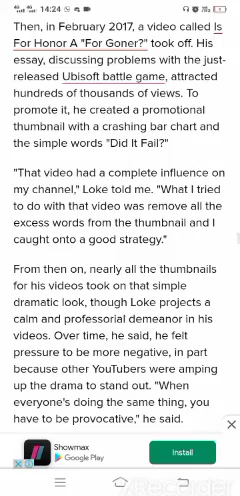 14:24
Then, in February 2017, a video called Is
For Honor A "For Goner?" took off. His
essay, discussing problems with the just-
released Ubisoft battle game, attracted
hundreds of thousands of views. To
promote it, he created a promotional
thumbnail with a crashing bar chart and
the simple words "Did It Fail?"
"That video had a complete influence on
my channel," Loke told me. "What I tried
to do with that video was remove all the
excess words from the thumbnail and I
caught onto a good strategy."
From then on, nearly all the thumbnails
for his videos took on that simple
dramatic look, though Loke projects a
calm and professorial demeanor in his
videos. Over time, he said, he felt
pressure to be more negative, in part
because other YouTubers were amping
up the drama to stand out. "When
everyone's doing the same thing, you
have to be provocative," he said.
Showmax
Google Play
Install